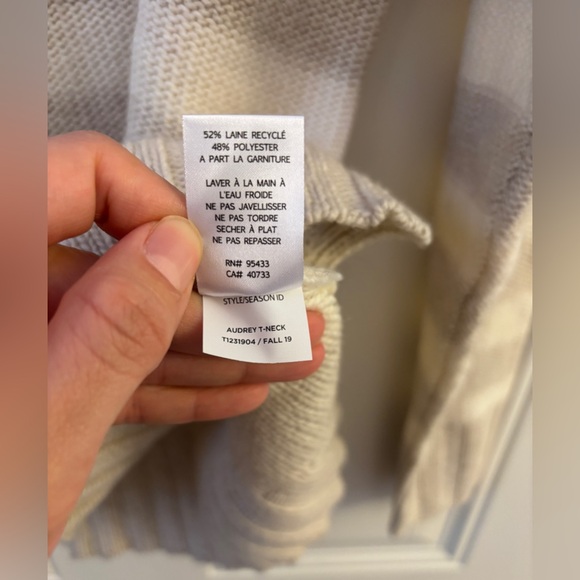 52% LAINE RECYCLÉ
48% POLYESTER
A PART LA GARNITURE
LAVER À LA MAIN À
L'EAU FROIDE
NE PAS JAVELLISER
NE PAS TORDRE
SECHER À PLAT
NE PAS REPASSER
RN# 95433
CA# 40733
STYLE/SEASON ID
AUDREY T-NECK
T1231904 / FALL 19